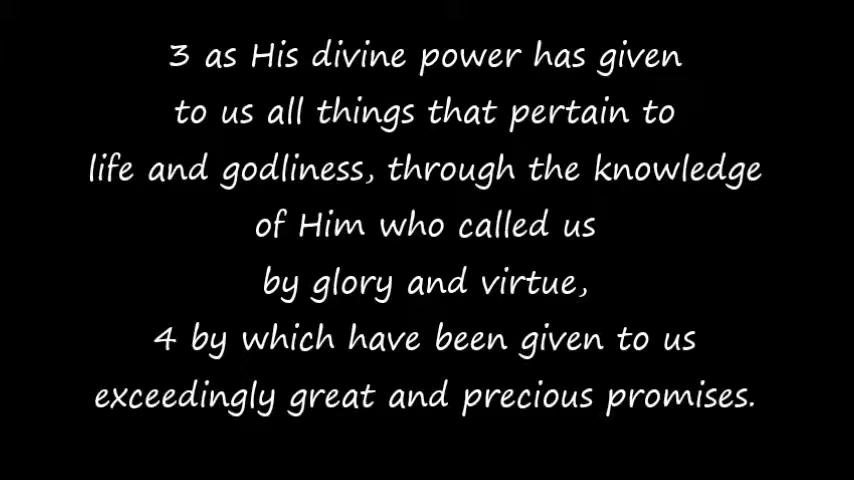 3 as His divine power has given
to us all things that pertain to
life and godliness, through the knowledge
of Him who called us
by glory and virtue,
4 by which have been given to us
exceedingly great and precious promises.